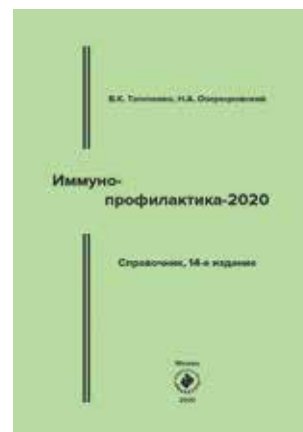 В.К. Таточенко, Н.А. Озерецковский
Иммуно-
профилактика-2020
Справочник, 14-е издание
Москва
2020